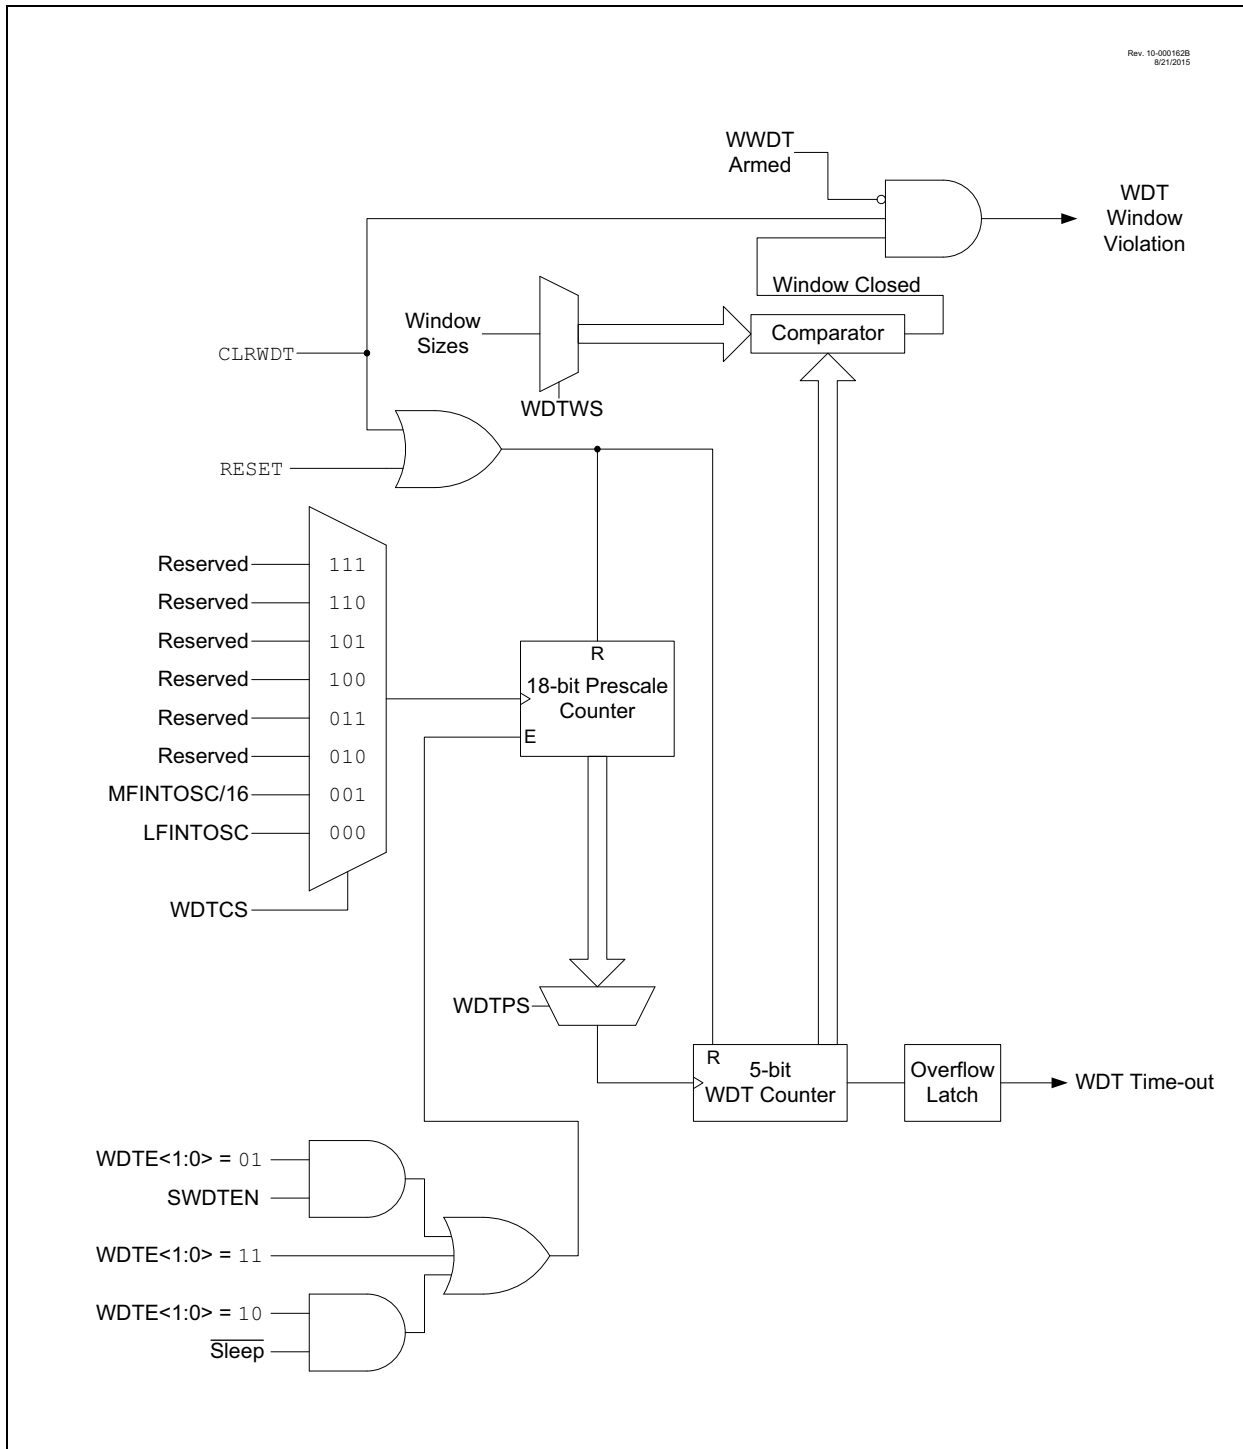 Rev. 10-000162B
8/21/2015
WWDT
Armed
WDT
Window
Violation
Window Closed
Window
Sizes
Comparator
CLRWDT
WDTWS
RESET
Reserved 111
Reserved 110
Reserved 101
Reserved 100
Reserved 011
Reserved 010
MFINTOSC/16 001
LFINTOSC 000
WDTCS
R
18-bit Prescale
Counter
E
WDTPS
R
5-bit
WDT Counter
Overflow
Latch
WDT Time-out
WDTE<1:0> = 01
SWDTEN
WDTE<1:0> = 11
WDTE<1:0> = 10
Sleep